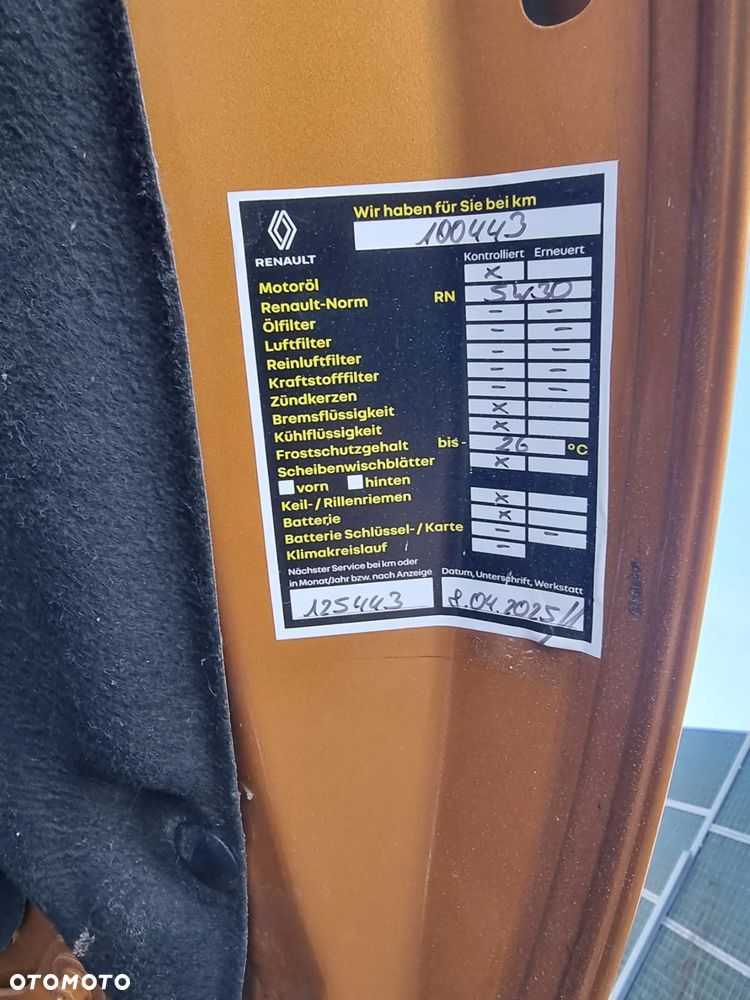 Wir haben für Sie bei km
100443
RENAULT
Kontrolliert Erneuert
Motoröl x
Renault-Norm RN 5W30
Ölfilter - -
Luftfilter - -
Reinluftfilter - -
Kraftstofffilter - -
Zündkerzen - -
Bremsflüssigkeit x
Kühlflüssigkeit x
Frostschutzgehalt bis - 26 °C
Scheibenwischblätter x
vorn hinten
Keil-/Rillenriemen x
Batterie x
Batterie Schlüssel-/Karte - -
Klimakreislauf -
Nächster Service bei km oder
in Monat/Jahr bzw. nach Anzeige
Datum, Unterschrift, Werkstatt
125443 8.04.2025
OTOMOTO